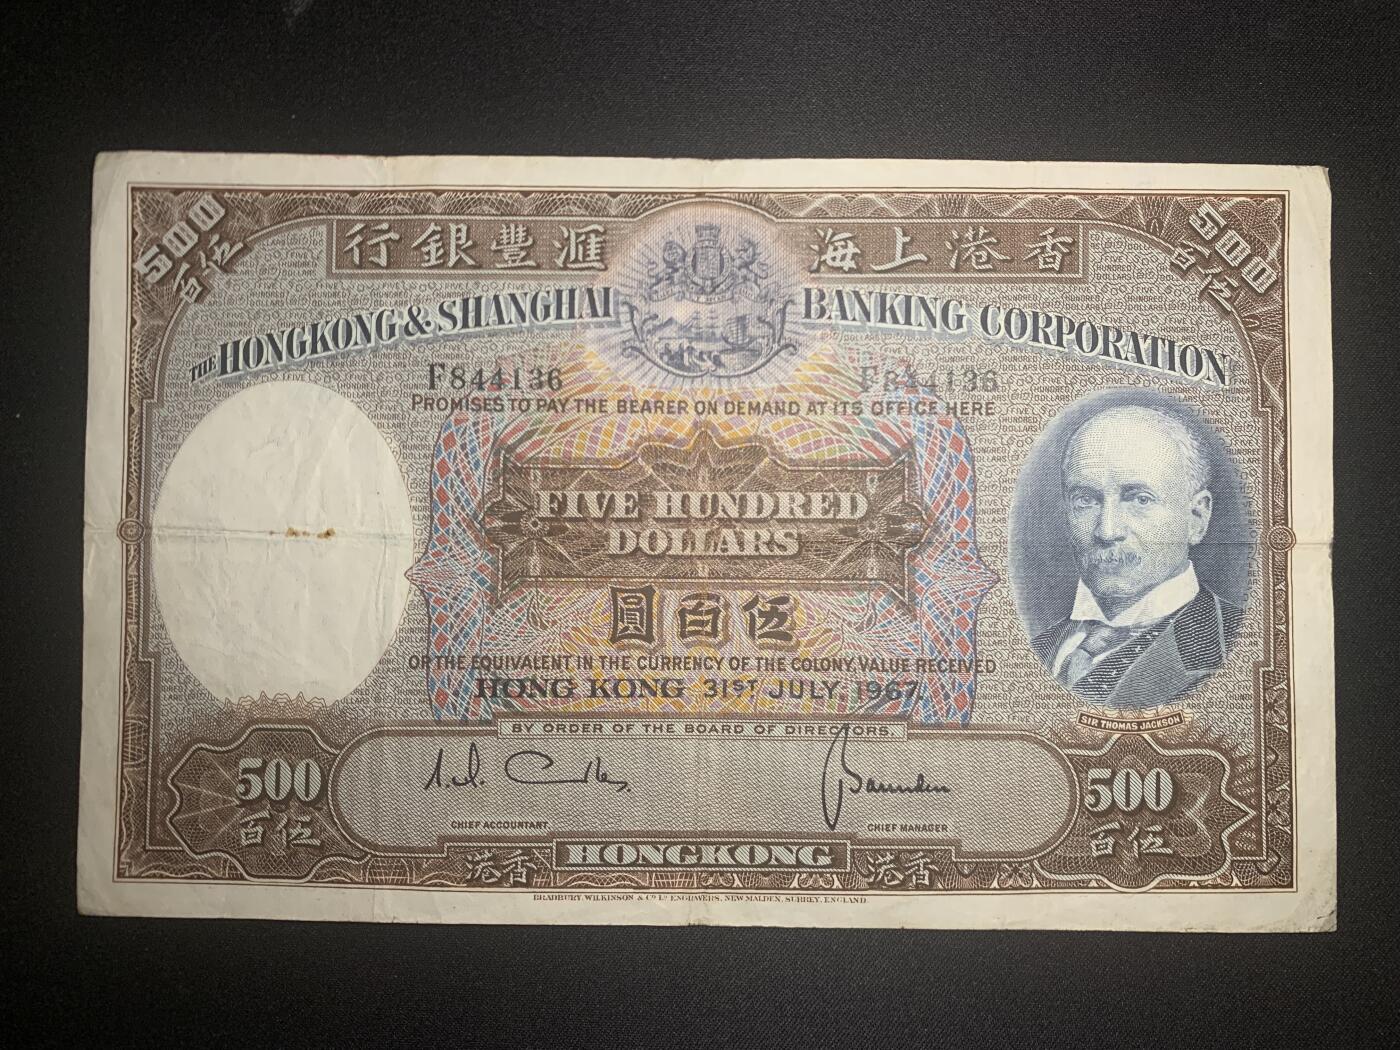 500
伍百
500
伍百
行銀豐滙
海上港香
THE HONGKONG & SHANGHAI BANKING CORPORATION
F844136
F844136
PROMISES TO PAY THE BEARER ON DEMAND AT ITS OFFICE HERE
FIVE HUNDRED
DOLLARS
圓百伍
OR THE EQUIVALENT IN THE CURRENCY OF THE COLONY, VALUE RECEIVED
HONG KONG 31ST JULY, 1967.
SIR THOMAS JACKSON
BY ORDER OF THE BOARD OF DIRECTORS.
500
百伍
500
百伍
CHIEF ACCOUNTANT
CHIEF MANAGER
港香
HONGKONG
港香
BRADBURY, WILKINSON & Co. Ld. ENGRAVERS, NEW MALDEN, SURREY, ENGLAND.